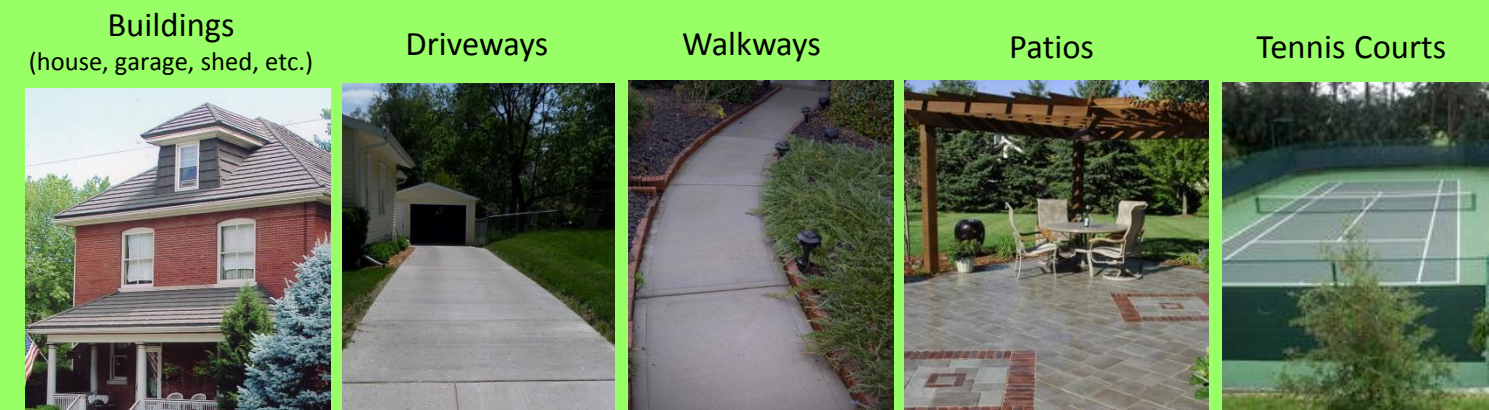 Buildings
(house, garage, shed, etc.)
Driveways
Walkways
Patios
Tennis Courts